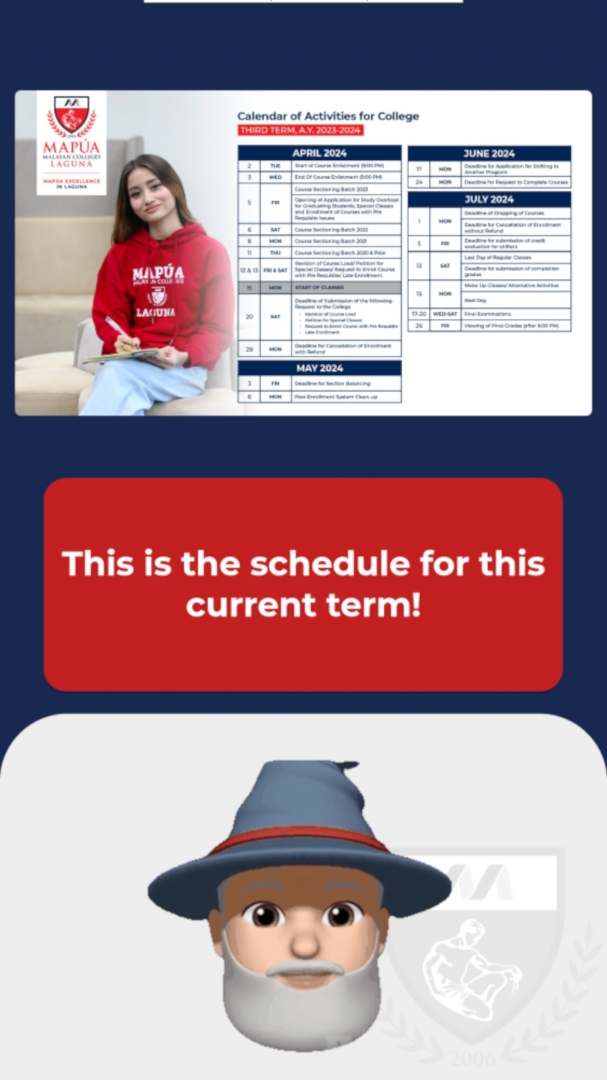 MAPÚA
MALAYAN COLLEGES
LAGUNA
MAPÚA EXCELLENCE
IN LAGUNA
MAPÚA
MALAYAN COLLEGES
LAGUNA
Calendar of Activities for College
THIRD TERM, A.Y. 2023-2024
APRIL 2024
2 TUE Start of Course Enlistment (9:00 PM)
3 WED End Of Course Enlistment (5:00 PM)
5 FRI Course Sectioning Batch 2023
Opening of Application for Study Overload
for Graduating Students, Special Classes
and Enrollment of Courses with Pre
Requisite Issues
6 SAT Course Sectioning Batch 2022
8 MON Course Sectioning Batch 2021
11 THU Course Sectioning Batch 2020 & Prior
12 & 13 FRI & SAT Revision of Course Load/ Petition for
Special Classes/ Request to Enroll Course
with Pre Requisite/ Late Enrollment
15 MON START OF CLASSES
20 SAT Deadline of Submission of the following
Request to the College
- Revision of Course Load
- Petition for Special Classes
- Request to Enroll Course with Pre Requisite
- Late Enrollment
29 MON Deadline for Cancellation of Enrollment
with Refund
MAY 2024
3 FRI Deadline for Section Balancing
6 MON Post-Enrollment System Clean up
JUNE 2024
17 MON Deadline for Application for Shifting to
Another Program
24 MON Deadline for Request to Complete Courses
JULY 2024
1 MON Deadline of Dropping of Courses
Deadline for Cancellation of Enrollment
without Refund
5 FRI Deadline for submission of credit
evaluation for shifters
13 SAT Last Day of Regular Classes
Deadline for submission of completion
grades
15 MON Make Up Classes/ Alternative Activities
Rest Day
17-20 WED-SAT Final Examinations
26 FRI Viewing of Final Grades (after 6:00 PM)
This is the schedule for this
current term!
2006